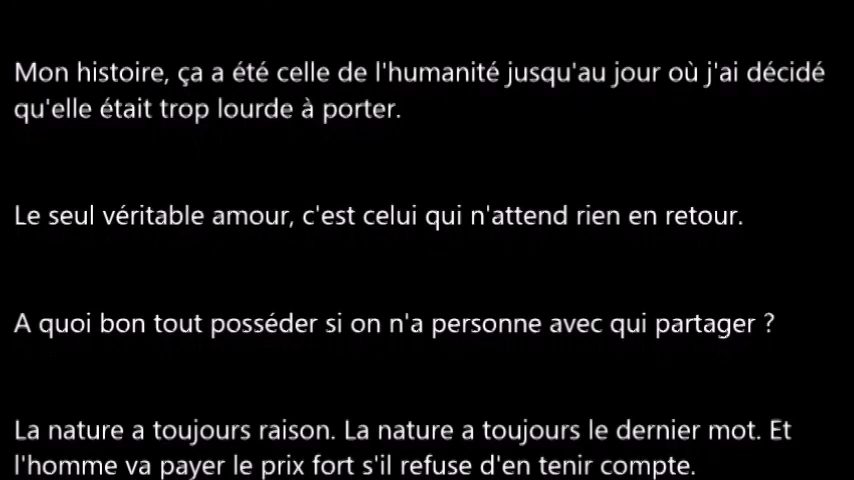 Mon histoire, ça a été celle de l'humanité jusqu'au jour où j'ai décidé
qu'elle était trop lourde à porter.
Le seul véritable amour, c'est celui qui n'attend rien en retour.
A quoi bon tout posséder si on n'a personne avec qui partager ?
La nature a toujours raison. La nature a toujours le dernier mot. Et
l'homme va payer le prix fort s'il refuse d'en tenir compte.